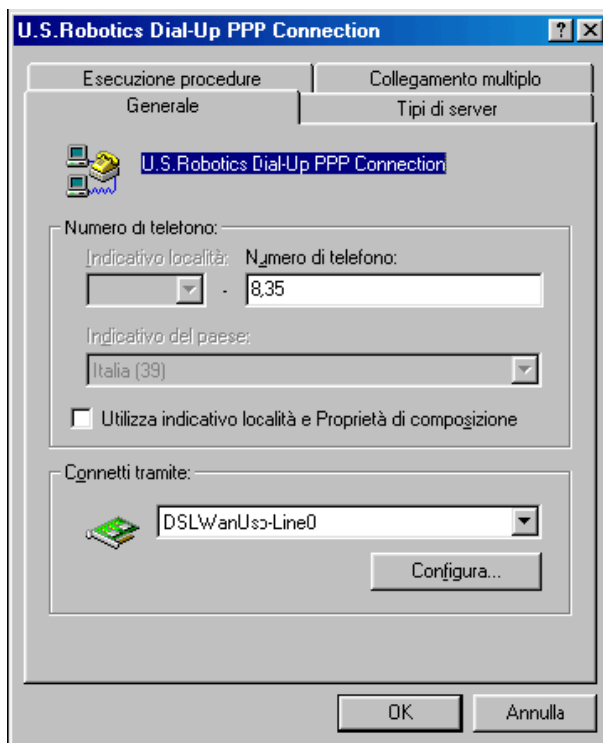 U.S.Robotics Dial-Up PPP Connection
Esecuzione procedure
Collegamento multiplo
Generale
Tipi di server
U.S.Robotics Dial-Up PPP Connection
Numero di telefono:
Indicativo località:
Numero di telefono:
-
8,35
Indicativo del paese:
Italia (39)
Utilizza indicativo località e Proprietà di composizione
Connetti tramite:
DSLWanUsb-Line0
Configura...
OK
Annulla